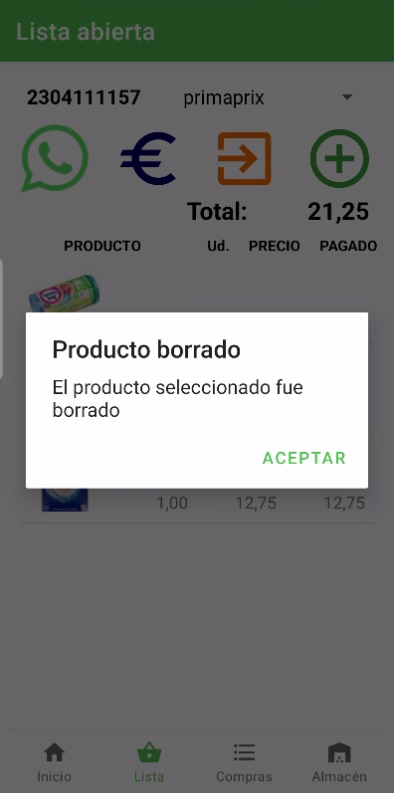 Lista abierta
2304111157 primaprix
Total: 21,25
PRODUCTO Ud. PRECIO PAGADO
Producto borrado
El producto seleccionado fue
borrado
ACEPTAR
1,00 12,75 12,75
Inicio Lista Compras Almacén